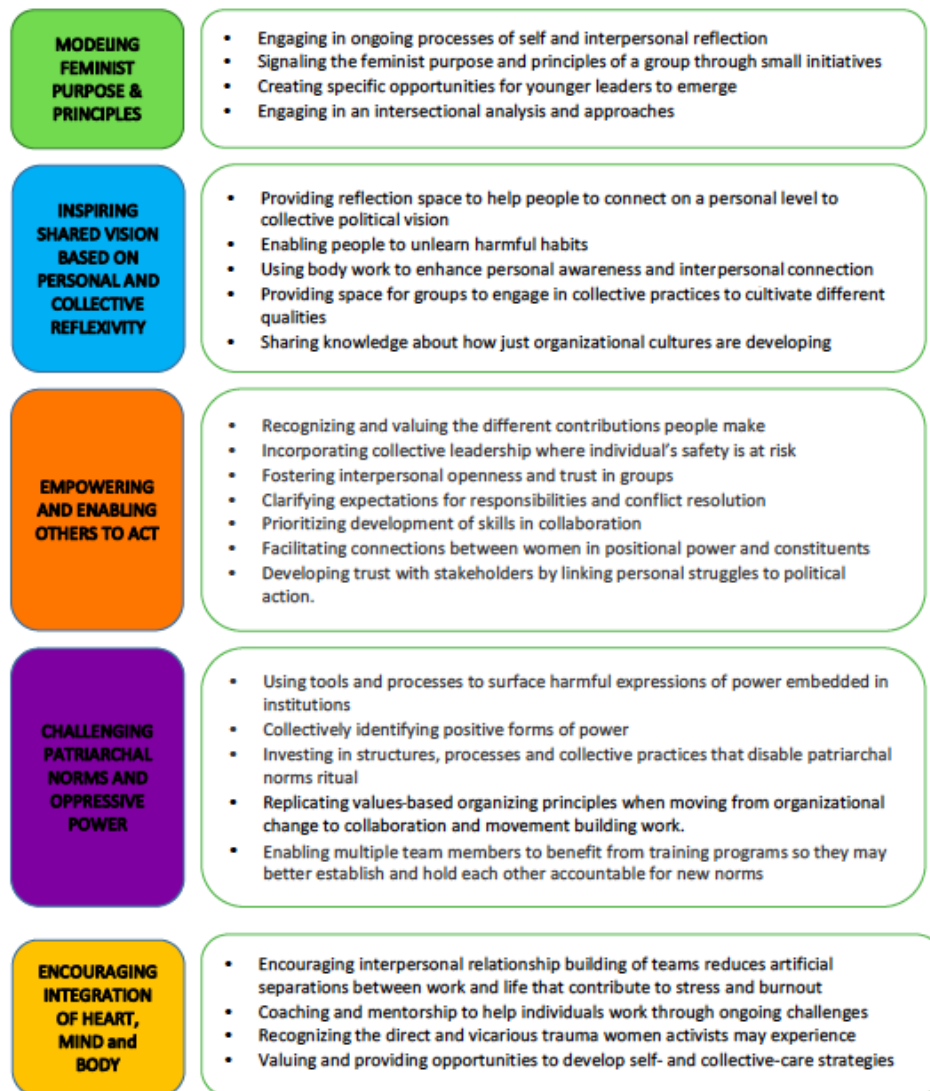 MODELING
FEMINIST
PURPOSE &
PRINCIPLES
• Engaging in ongoing processes of self and interpersonal reflection
• Signaling the feminist purpose and principles of a group through small initiatives
• Creating specific opportunities for younger leaders to emerge
• Engaging in an intersectional analysis and approaches
INSPIRING
SHARED VISION
BASED ON
PERSONAL AND
COLLECTIVE
REFLEXIVITY
• Providing reflection space to help people to connect on a personal level to
collective political vision
• Enabling people to unlearn harmful habits
• Using body work to enhance personal awareness and interpersonal connection
• Providing space for groups to engage in collective practices to cultivate different
qualities
• Sharing knowledge about how just organizational cultures are developing
EMPOWERING
AND ENABLING
OTHERS TO ACT
• Recognizing and valuing the different contributions people make
• Incorporating collective leadership where individual's safety is at risk
• Fostering interpersonal openness and trust in groups
• Clarifying expectations for responsibilities and conflict resolution
• Prioritizing development of skills in collaboration
• Facilitating connections between women in positional power and constituents
• Developing trust with stakeholders by linking personal struggles to political
action.
CHALLENGING
PATRIARCHAL
NORMS AND
OPPRESSIVE
POWER
• Using tools and processes to surface harmful expressions of power embedded in
institutions
• Collectively identifying positive forms of power
• Investing in structures, processes and collective practices that disable patriarchal
norms ritual
• Replicating values-based organizing principles when moving from organizational
change to collaboration and movement building work.
• Enabling multiple team members to benefit from training programs so they may
better establish and hold each other accountable for new norms
ENCOURAGING
INTEGRATION
OF HEART,
MIND and
BODY
• Encouraging interpersonal relationship building of teams reduces artificial
separations between work and life that contribute to stress and burnout
• Coaching and mentorship to help individuals work through ongoing challenges
• Recognizing the direct and vicarious trauma women activists may experience
• Valuing and providing opportunities to develop self- and collective-care strategies